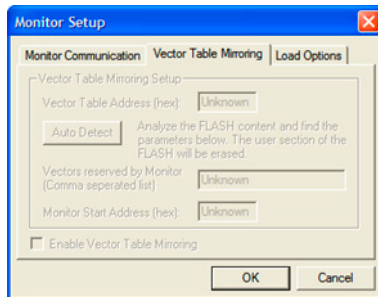 Monitor Setup
Monitor Communication Vector Table Mirroring Load Options
Vector Table Mirroring Setup
Vector Table Address (hex): Unknown
Auto Detect Analyze the FLASH content and find the
parameters below. The user section of the
FLASH will be erased.
Vectors reserved by Monitor
(Comma seperated list) Unknown
Monitor Start Address (hex): Unknown
Enable Vector Table Mirroring
OK Cancel